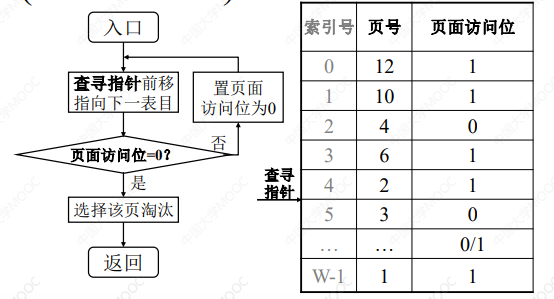 入口
查寻指针前移
指向下一表目
置页面
访问位为0
页面访问位=0?
否
是
选择该页淘汰
返回
查寻
指针
索引号 页号 页面访问位
0 12 1
1 10 1
2 4 0
3 6 1
4 2 1
5 3 0
… … 0/1
W-1 1 1